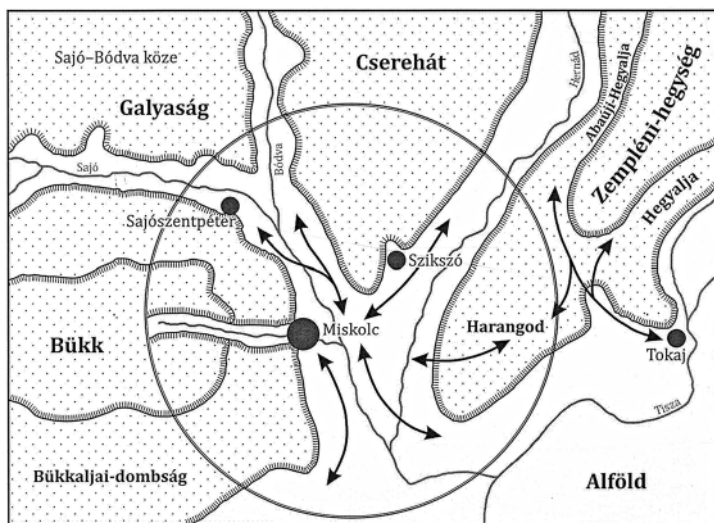 Sajó–Bódva köze
Cserehát
Galyaság
Hernád
Abaúji-Hegyalja
Zempléni-hegység
Hegyalja
Sajó
Bódva
Sajószentpéter
Szikszó
Miskolc
Harangod
Bükk
Tokaj
Tisza
Bükkaljai-dombság
Alföld